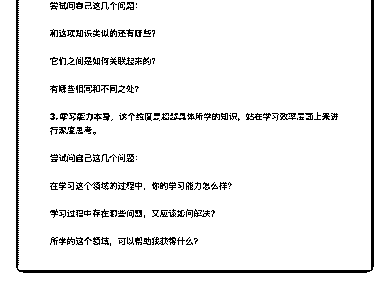 尝试问自己这几个问题：
和这项知识类似的还有哪些？
它们之间是如何关联起来的？
有哪些相同和不同之处？
3. 学习能力本身，这个维度是超越具体所学的知识，站在学习效率层面上来进
行深度思考。
尝试问自己这几个问题：
在学习这个领域的过程中，你的学习能力怎么样？
学习过程中存在哪些问题，又应该如何解决？
所学的这个领域，可以帮助我获得什么？